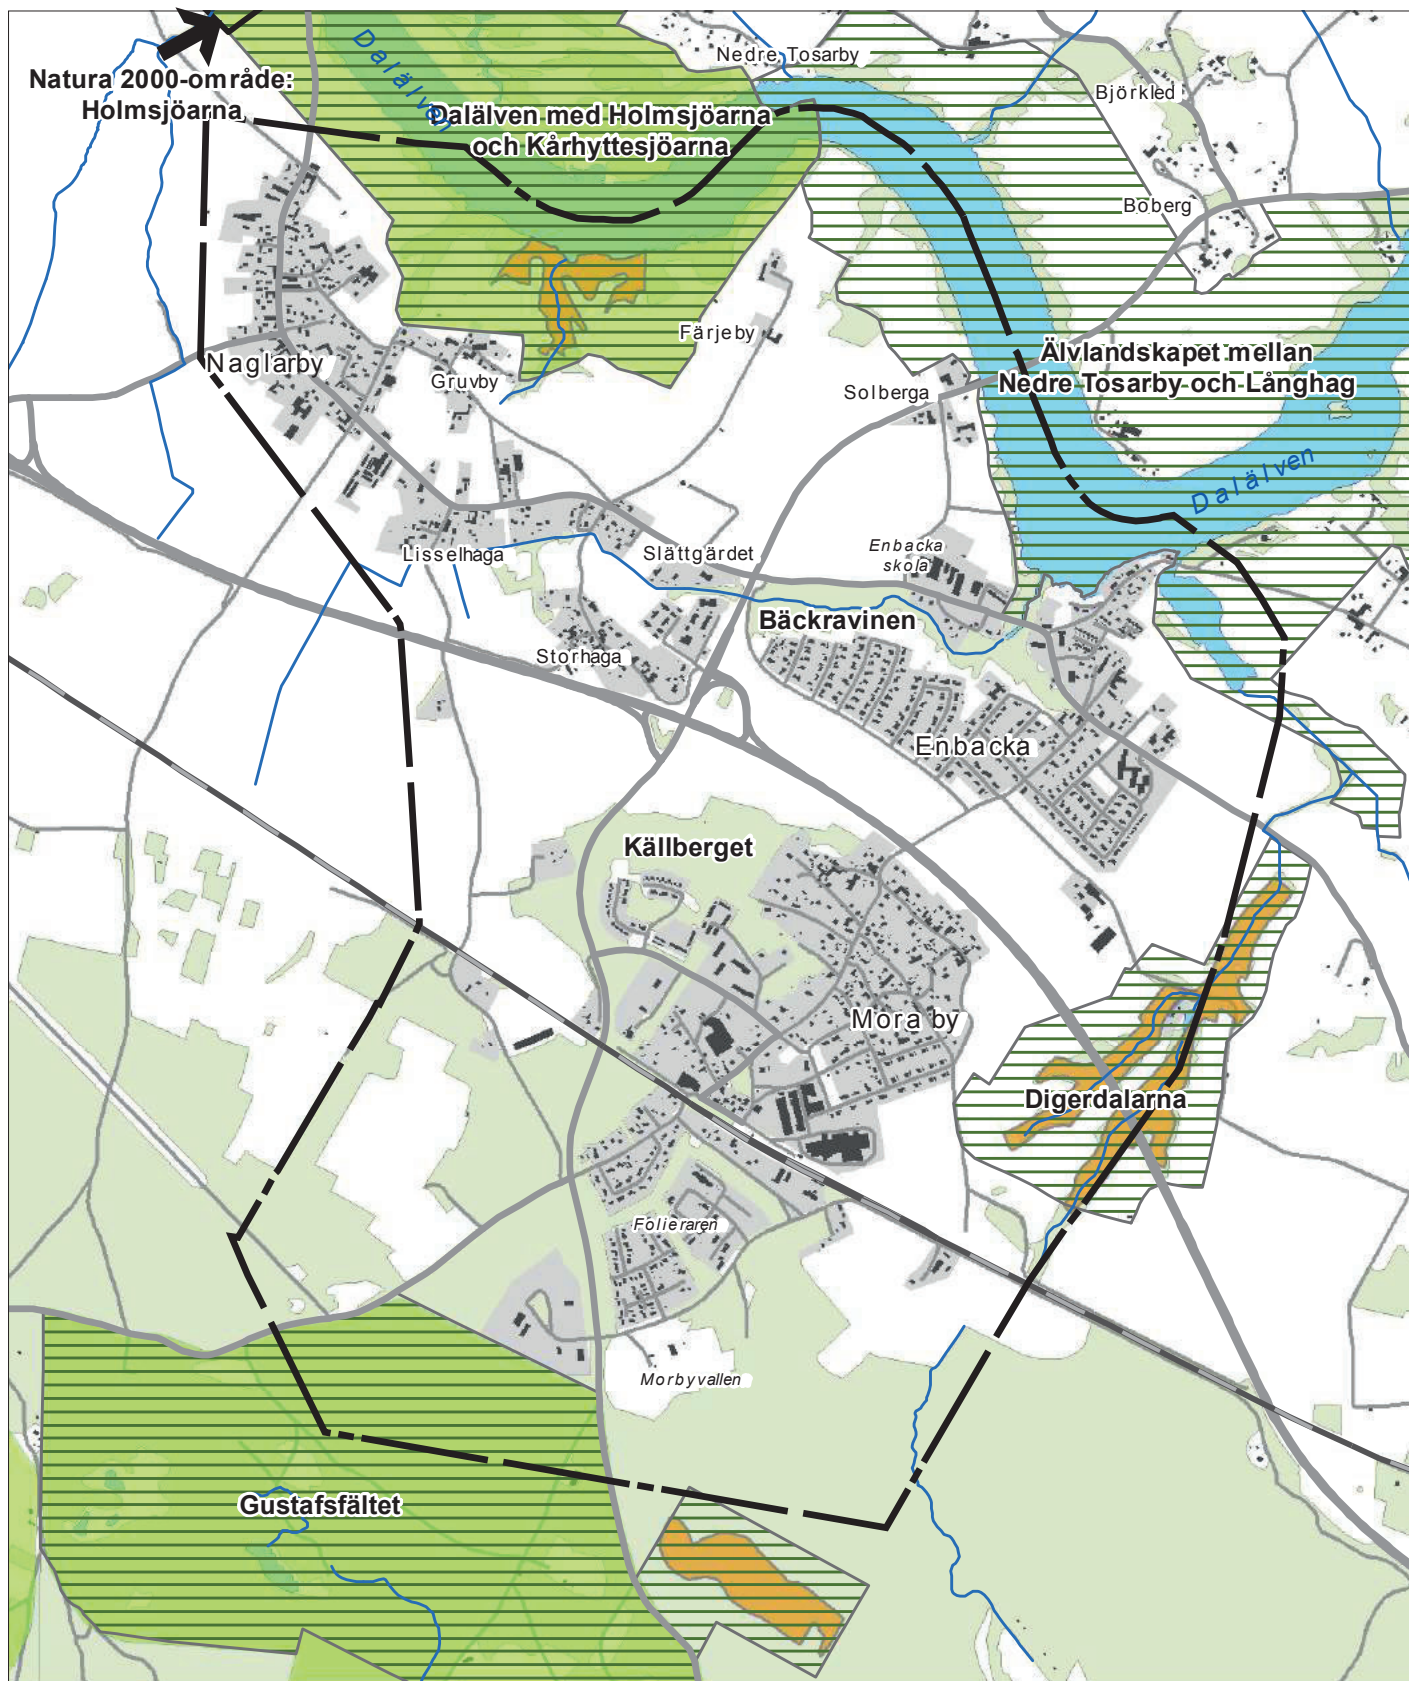 Dalälven
Nedre Tosarby
Natura 2000-område:
Holmsjöarna
Björkled
Dalälven med Holmsjöarna
och Kårhyttesjöarna
Boberg
Färjeby
Naglarby
Gruvby
Älvlandskapet mellan
Nedre Tosarby och Långhag
Solberga
Dalälven
Lisselhaga
Slättgärdet
Enbacka
skola
Bäckravinen
Storhaga
Enbacka
Källberget
Mora by
Digerdalarna
Folieraren
Morbyvallen
Gustafsfältet